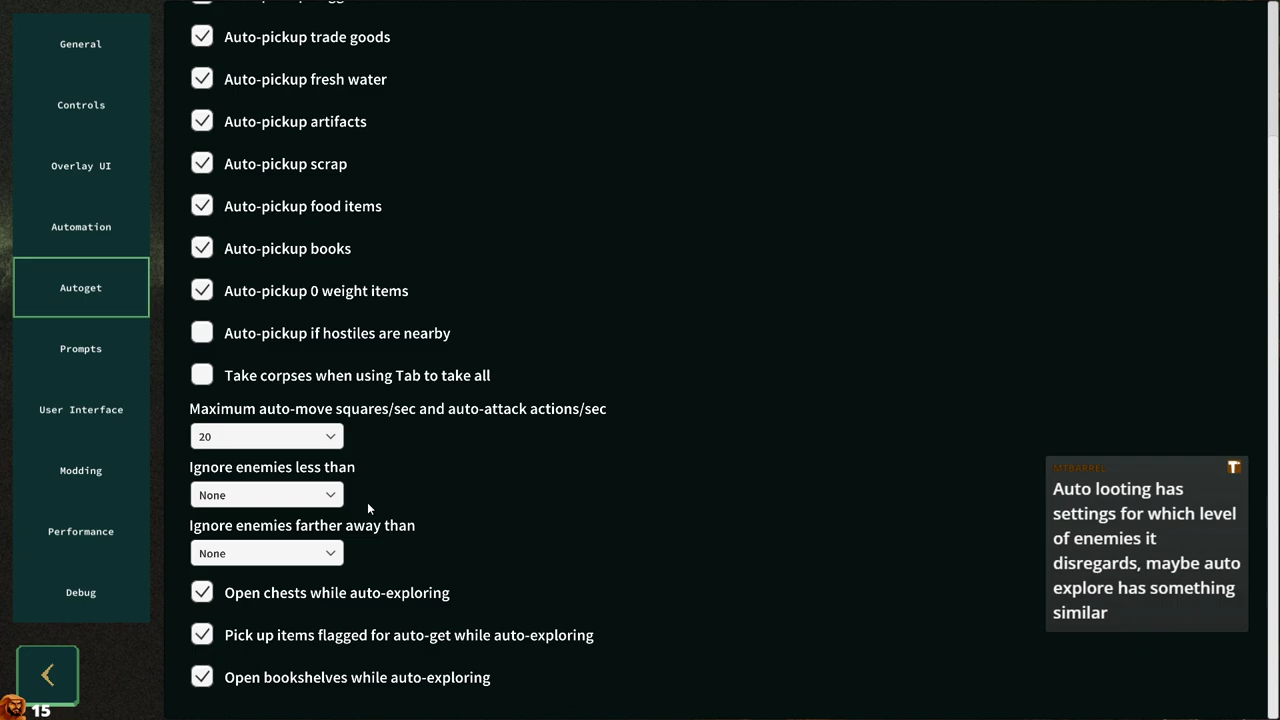 General
Controls
Overlay UI
Automation
Autoget
Prompts
User Interface
Modding
Performance
Debug
15
Auto-pickup trade goods
Auto-pickup fresh water
Auto-pickup artifacts
Auto-pickup scrap
Auto-pickup food items
Auto-pickup books
Auto-pickup 0 weight items
Auto-pickup if hostiles are nearby
Take corpses when using Tab to take all
Maximum auto-move squares/sec and auto-attack actions/sec
20
Ignore enemies less than
None
Ignore enemies farther away than
None
Open chests while auto-exploring
Pick up items flagged for auto-get while auto-exploring
Open bookshelves while auto-exploring
MTBARREL
Auto looting has
settings for which level
of enemies it
disregards, maybe auto
explore has something
similar